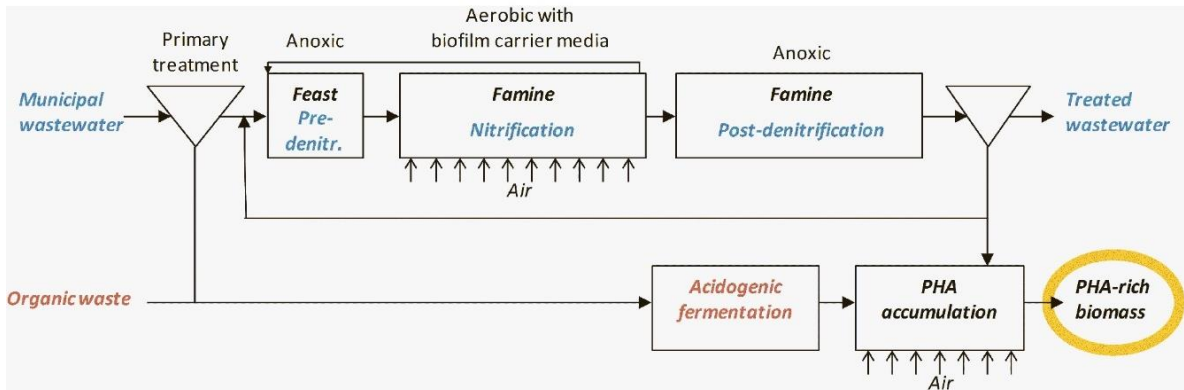 Aerobic with
biofilm carrier media
Anoxic
Primary
treatment
Anoxic
Municipal
wastewater
Feast
Pre-
denitr.
Famine
Nitrification
Famine
Post-denitrification
Treated
wastewater
Air
Organic waste
Acidogenic
fermentation
PHA
accumulation
PHA-rich
biomass
Air